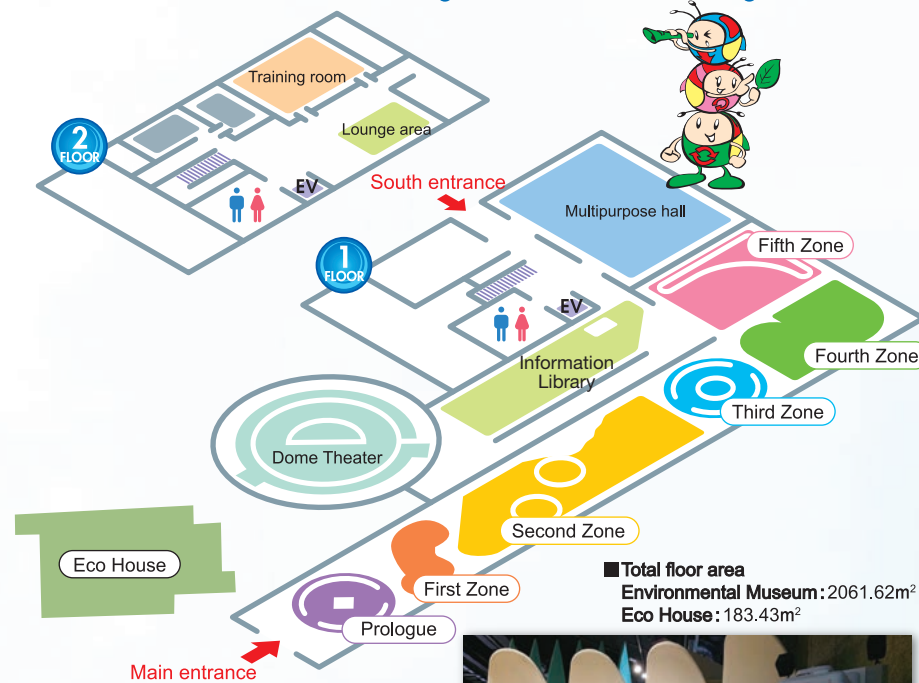 Training room
Lounge area
2
FLOOR
EV
South entrance
Multipurpose hall
Fifth Zone
1
FLOOR
EV
Fourth Zone
Information
Library
Third Zone
Dome Theater
Second Zone
Eco House
First Zone
Prologue
Main entrance
■Total floor area
Environmental Museum：2061.62m²
Eco House：183.43m²